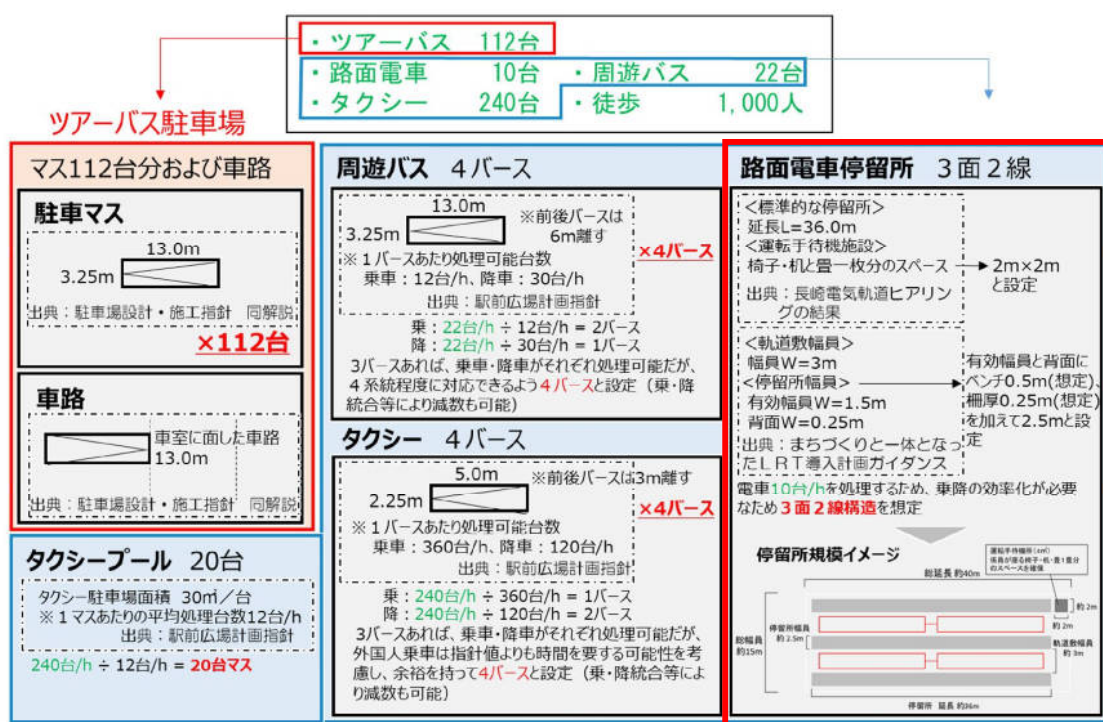 ・ツアーバス 112台
・路面電車 10台 ・周遊バス 22台
・タクシー 240台 ・徒歩 1,000人
ツアーバス駐車場
マス112台分および車路
駐車マス
13.0m
3.25m
出典：駐車場設計・施工指針 同解説
×112台
車路
車室に面した車路
13.0m
出典：駐車場設計・施工指針 同解説
タクシープール 20台
タクシー駐車場面積 30㎡／台
※１マスあたりの平均処理台数12台/h
出典：駅前広場計画指針
240台/h ÷ 12台/h = 20台マス
周遊バス 4バース
13.0m
3.25m
※前後バースは
6m離す
※１バースあたり処理可能台数
乗車：12台/h、降車：30台/h
出典：駅前広場計画指針
×4バース
乗：22台/h ÷ 12台/h = 2バース
降：22台/h ÷ 30台/h = 1バース
3バースあれば、乗車・降車がそれぞれ処理可能だが、
４系統程度に対応できるよう４バースと設定（乗・降
統合等により減数も可能）
タクシー 4バース
5.0m
2.25m
※前後バースは3m離す
※１バースあたり処理可能台数
乗車：360台/h、降車：120台/h
出典：駅前広場計画指針
×4バース
乗：240台/h ÷ 360台/h = 1バース
降：240台/h ÷ 120台/h = 2バース
3バースあれば、乗車・降車がそれぞれ処理可能だが、
外国人乗車は指針値よりも時間を要する可能性を考
慮し、余裕を持って4バースと設定（乗・降統合等によ
り減数も可能）
路面電車停留所 3面2線
＜標準的な停留所＞
延長L=36.0m
＜運転手待機施設＞
椅子・机と畳一枚分のスペース
2m×2m
と設定
出典：長崎電気軌道ヒアリン
グの結果
＜軌道敷幅員＞
幅員W=3m
＜停留所幅員＞
有効幅員W=1.5m
背面W=0.25m
出典：まちづくりと一体となっ
たＬＲＴ導入計画ガイダンス
有効幅員と背面に
ベンチ0.5m(想定)、
柵厚0.25m(想定)
を加えて2.5mと設
定
電車10台/hを処理するため、乗降の効率化が必要
なため３面２線構造を想定
停留所規模イメージ
係員が座る椅子・机・畳1畳分
のスペースを確保
総延長 約40m
約2m
約2m
停留所幅員
約2.5m
総幅員
約15m
軌道敷幅員
約3m
停留所 延長 約36m